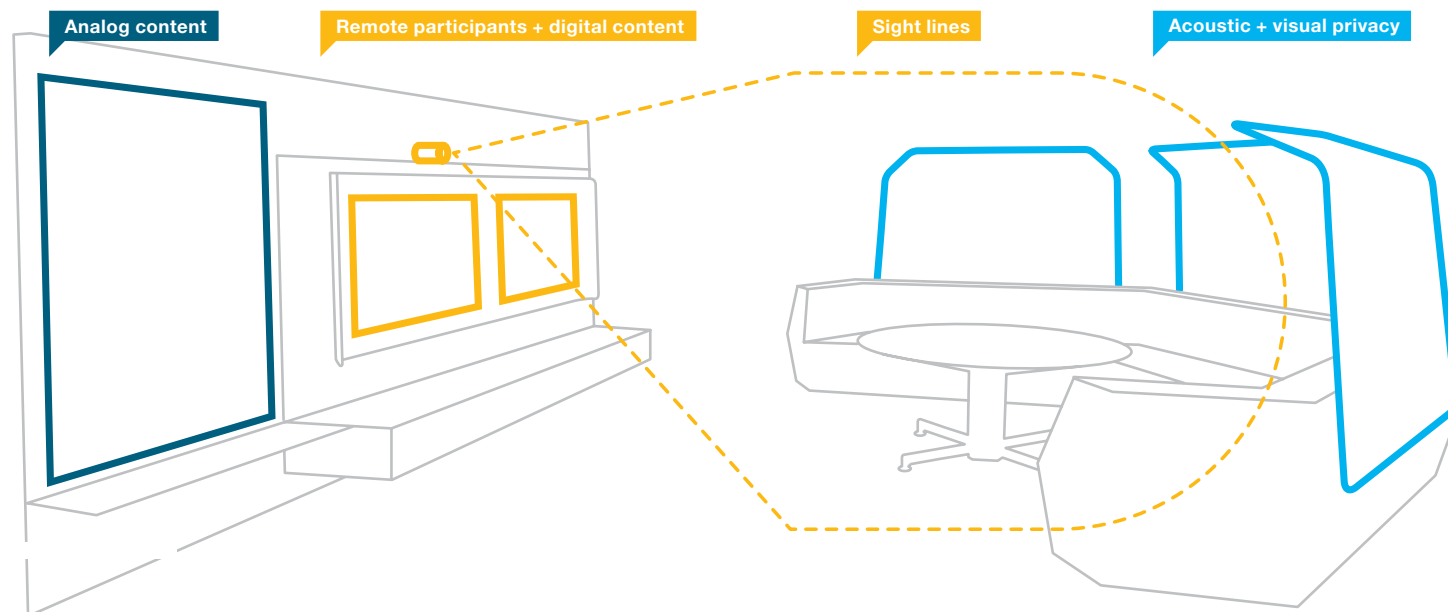 Analog content
Remote participants + digital content
Sight lines
Acoustic + visual privacy